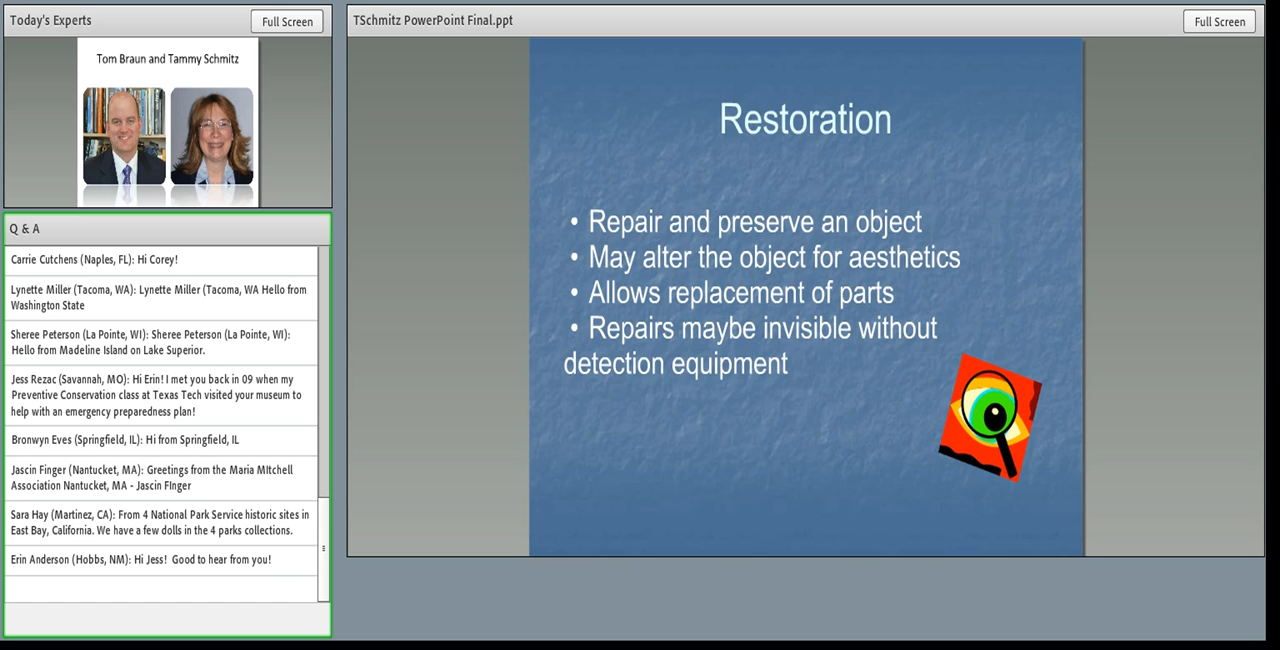 Today's Experts
Full Screen
Tom Braun and Tammy Schmitz
Q & A
Carrie Cutchens (Naples, FL): Hi Corey!
Lynette Miller (Tacoma, WA): Lynette Miller (Tacoma, WA Hello from
Washington State
Sheree Peterson (La Pointe, WI): Sheree Peterson (La Pointe, WI):
Hello from Madeline Island on Lake Superior.
Jess Rezac (Savannah, MO): Hi Erin! I met you back in 09 when my
Preventive Conservation class at Texas Tech visited your museum to
help with an emergency preparedness plan!
Bronwyn Eves (Springfield, IL): Hi from Springfield, IL
Jascin Finger (Nantucket, MA): Greetings from the Maria MItchell
Association Nantucket, MA - Jascin FInger
Sara Hay (Martinez, CA): From 4 National Park Service historic sites in
East Bay, California. We have a few dolls in the 4 parks collections.
Erin Anderson (Hobbs, NM): Hi Jess!  Good to hear from you!
TSchmitz PowerPoint Final.ppt
Full Screen
Restoration
• Repair and preserve an object
• May alter the object for aesthetics
• Allows replacement of parts
• Repairs maybe invisible without
detection equipment